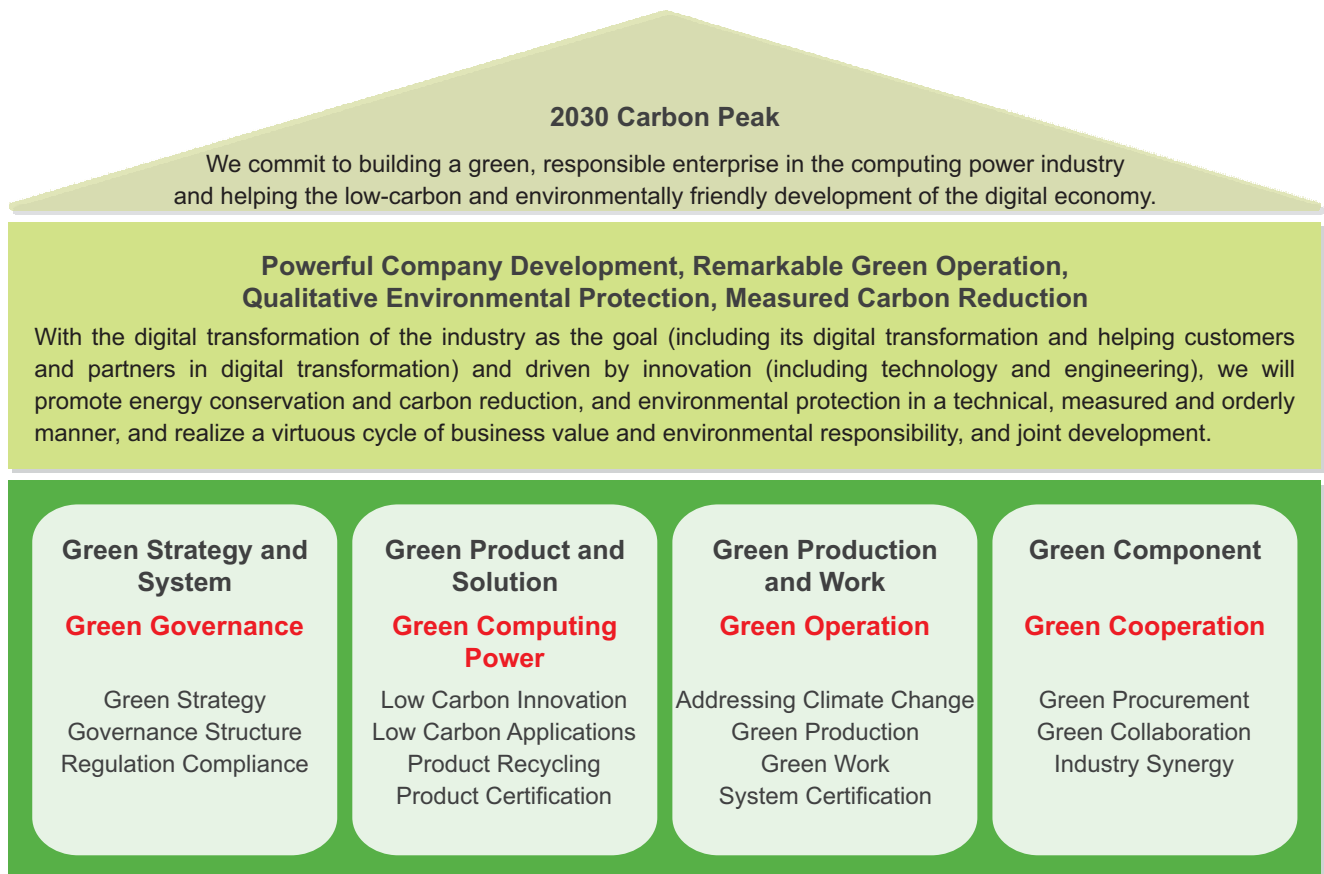 2030 Carbon Peak
We commit to building a green, responsible enterprise in the computing power industry
and helping the low-carbon and environmentally friendly development of the digital economy.
Powerful Company Development, Remarkable Green Operation,
Qualitative Environmental Protection, Measured Carbon Reduction
With the digital transformation of the industry as the goal (including its digital transformation and helping customers
and partners in digital transformation) and driven by innovation (including technology and engineering), we will
promote energy conservation and carbon reduction, and environmental protection in a technical, measured and orderly
manner, and realize a virtuous cycle of business value and environmental responsibility, and joint development.
Green Strategy and
System
Green Governance
Green Strategy
Governance Structure
Regulation Compliance
Green Product and
Solution
Green Computing
Power
Low Carbon Innovation
Low Carbon Applications
Product Recycling
Product Certification
Green Production
and Work
Green Operation
Addressing Climate Change
Green Production
Green Work
System Certification
Green Component
Green Cooperation
Green Procurement
Green Collaboration
Industry Synergy